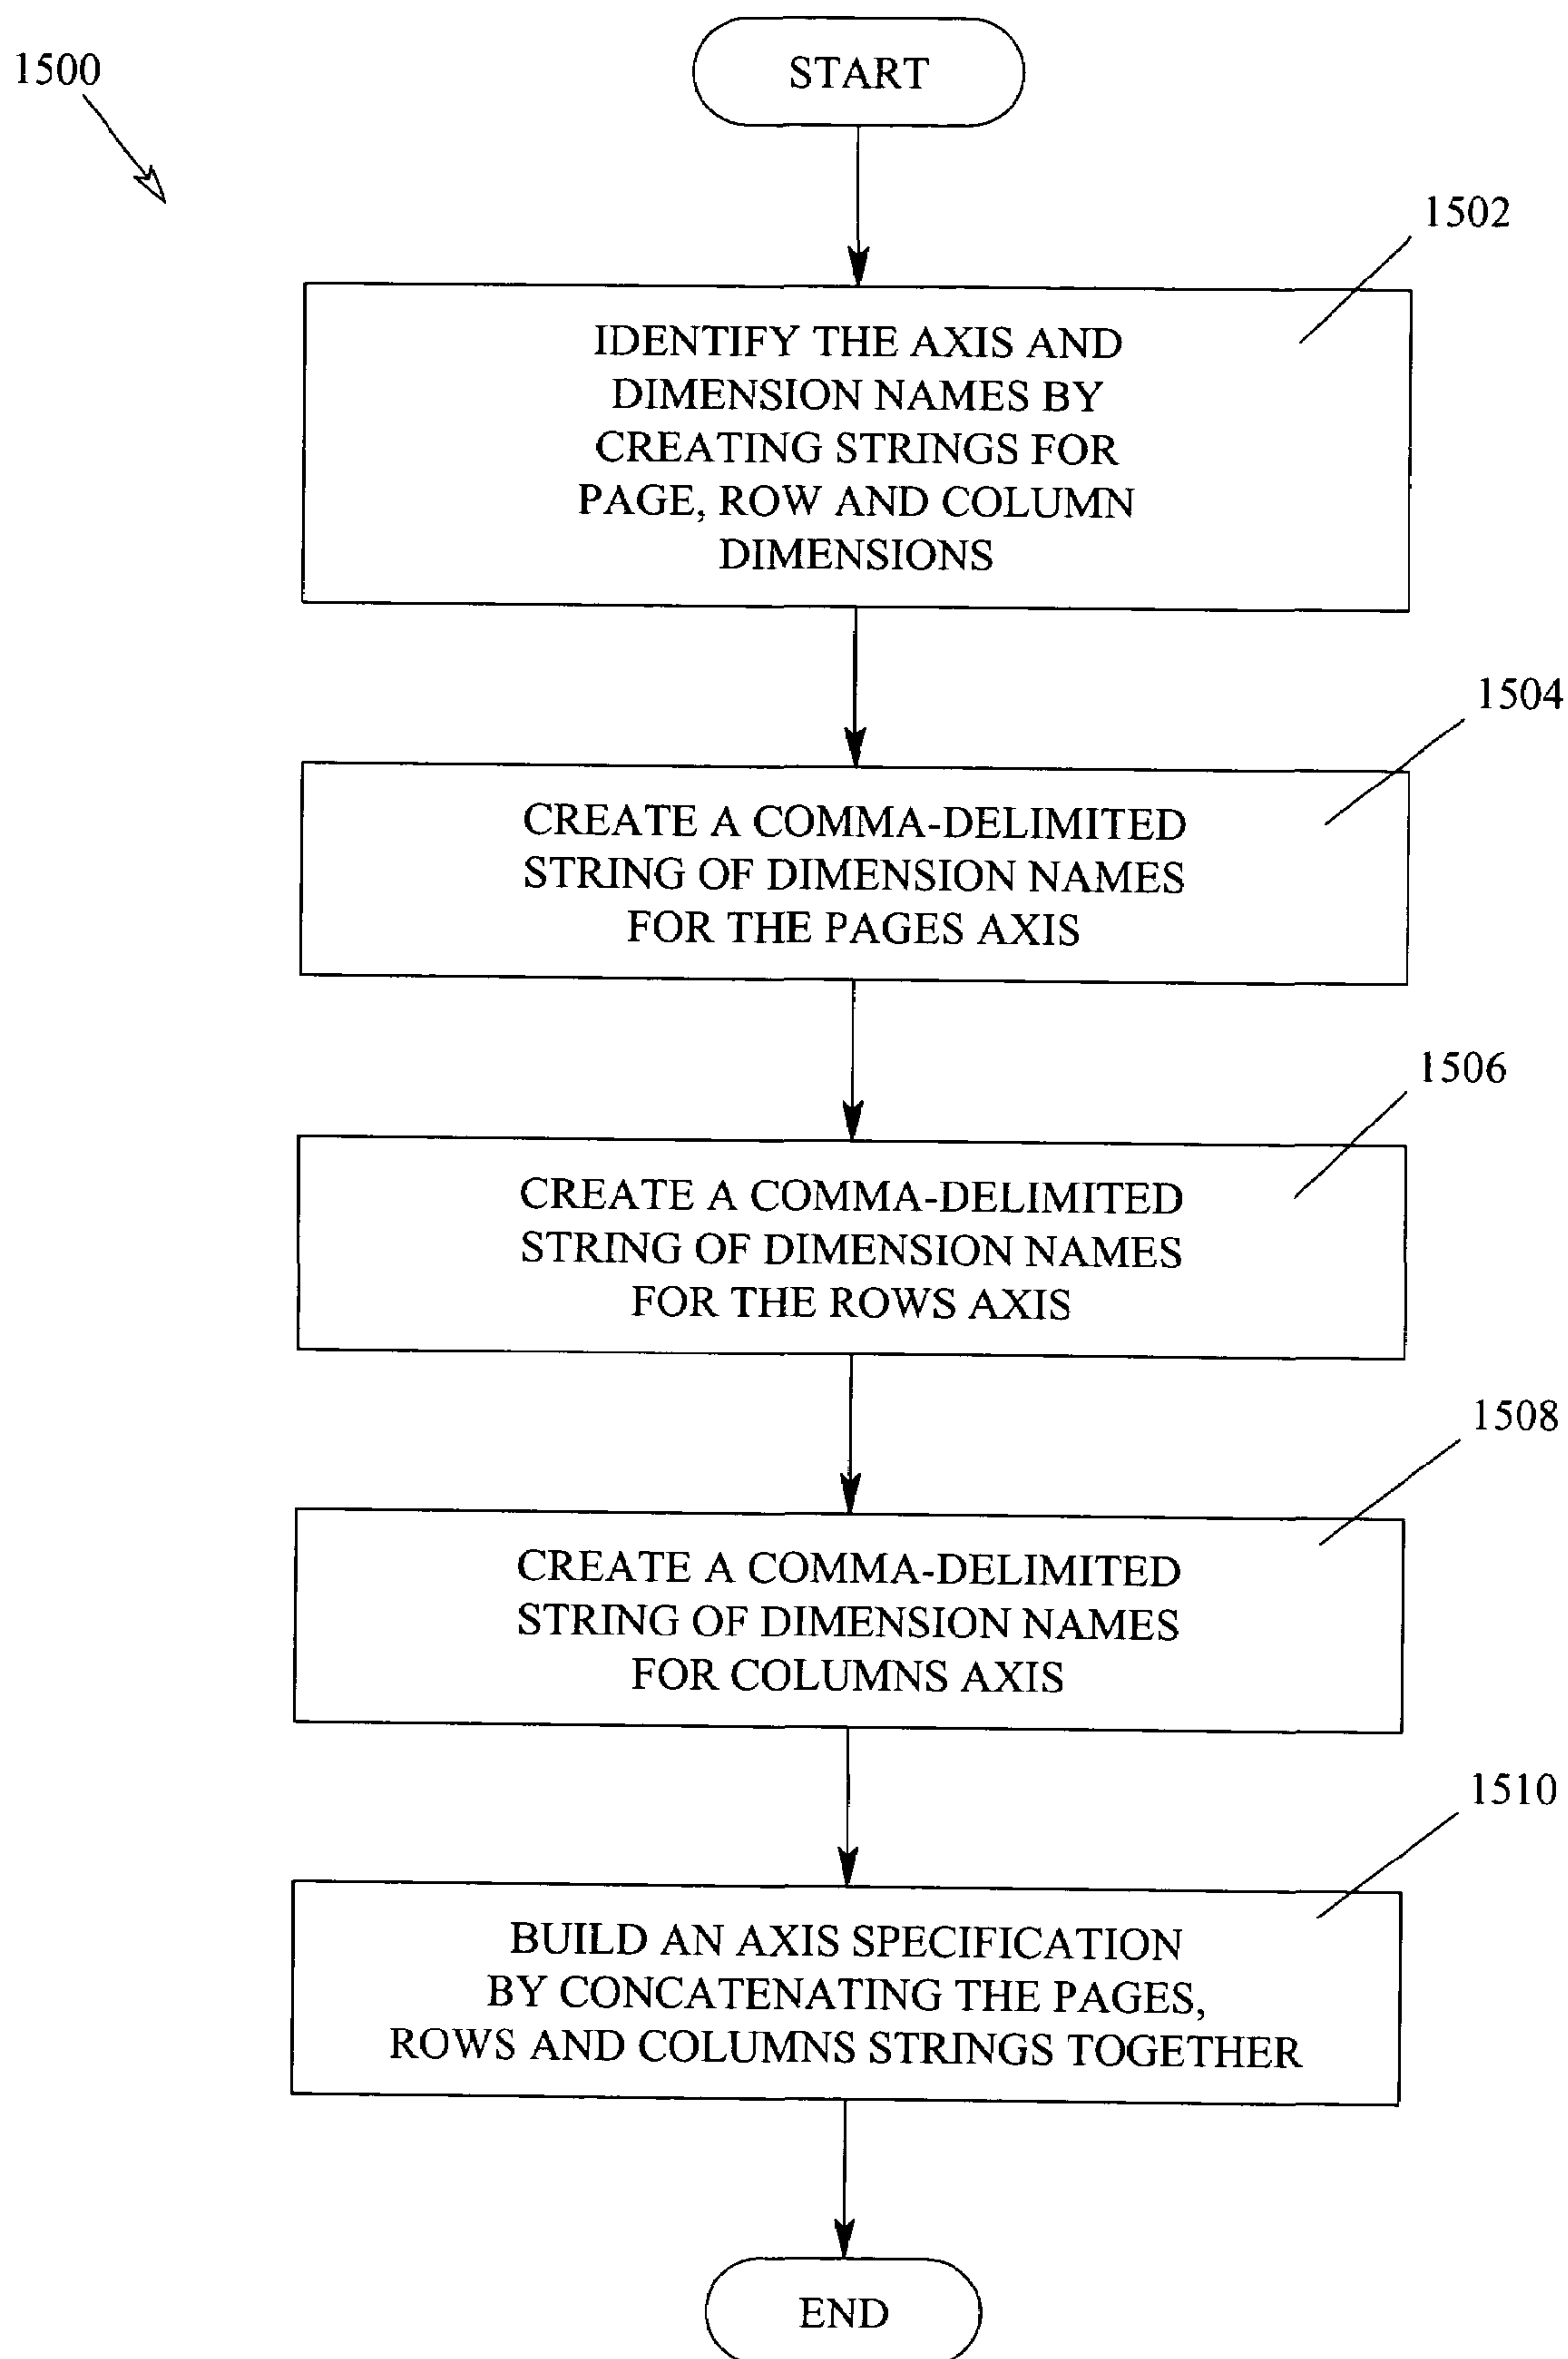 1500
START
1502
IDENTIFY THE AXIS AND
DIMENSION NAMES BY
CREATING STRINGS FOR
PAGE, ROW AND COLUMN
DIMENSIONS
1504
CREATE A COMMA-DELIMITED
STRING OF DIMENSION NAMES
FOR THE PAGES AXIS
1506
CREATE A COMMA-DELIMITED
STRING OF DIMENSION NAMES
FOR THE ROWS AXIS
1508
CREATE A COMMA-DELIMITED
STRING OF DIMENSION NAMES
FOR COLUMNS AXIS
1510
BUILD AN AXIS SPECIFICATION
BY CONCATENATING THE PAGES,
ROWS AND COLUMNS STRINGS TOGETHER
END